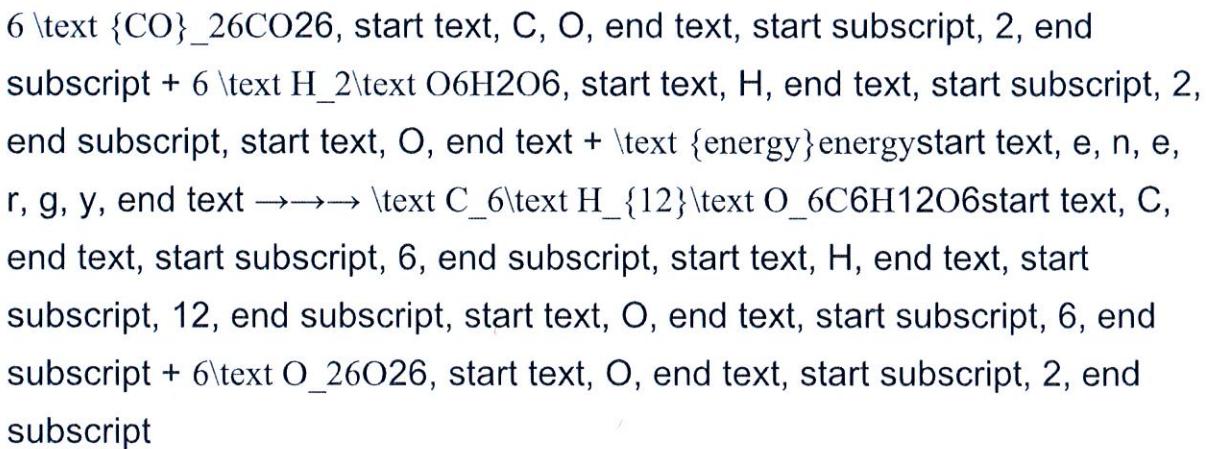 6 \text {CO}_26CO26, start text, C, O, end text, start subscript, 2, end
subscript + 6 \text H_2\text O6H2O6, start text, H, end text, start subscript, 2,
end subscript, start text, O, end text + \text {energy}energystart text, e, n, e,
r, g, y, end text →→→ \text C_6\text H_{12}\text O_6C6H12O6start text, C,
end text, start subscript, 6, end subscript, start text, H, end text, start
subscript, 12, end subscript, start text, O, end text, start subscript, 6, end
subscript + 6\text O_26O26, start text, O, end text, start subscript, 2, end
subscript